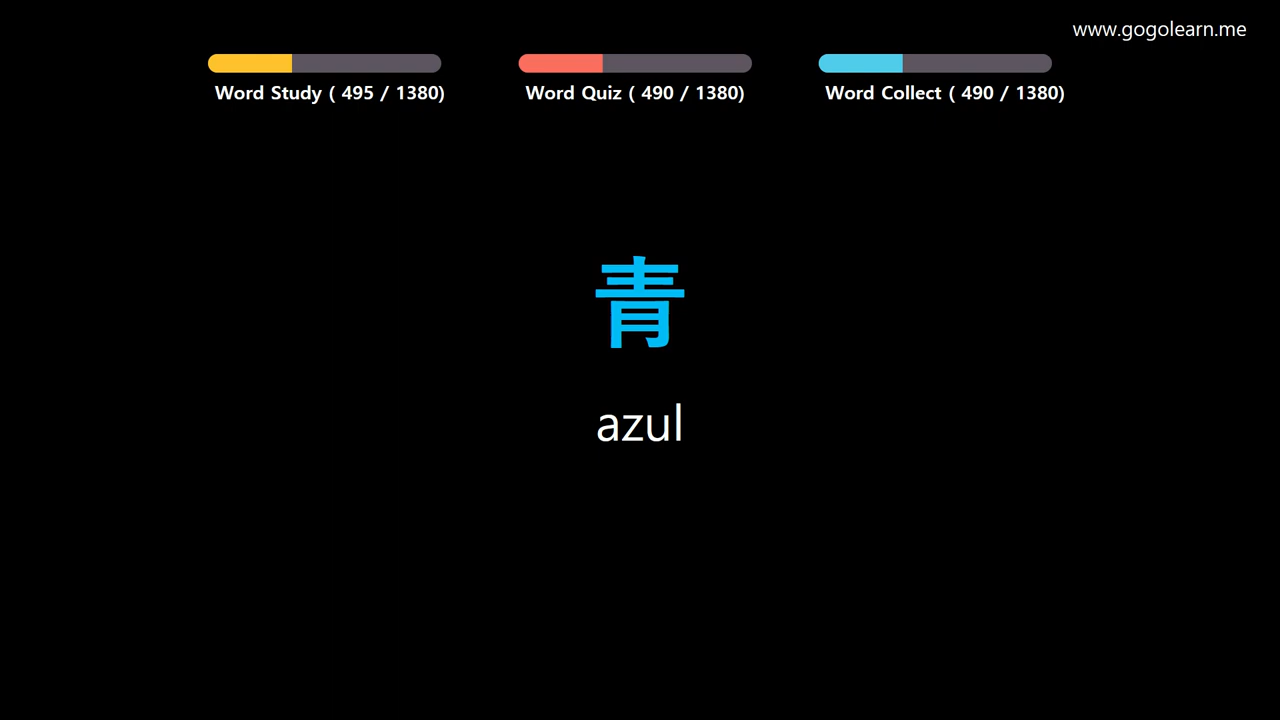 www.gogolearn.me
Word Study ( 495 / 1380)
Word Quiz ( 490 / 1380)
Word Collect ( 490 / 1380)
青
azul